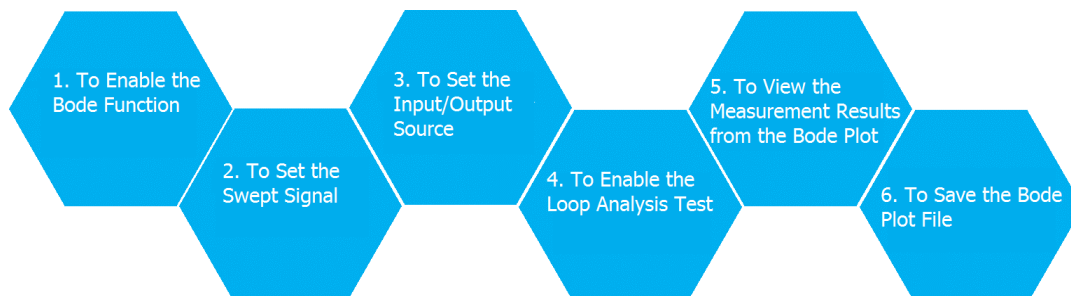 1. To Enable the
Bode Function
2. To Set the
Swept Signal
3. To Set the
Input/Output
Source
4. To Enable the
Loop Analysis Test
5. To View the
Measurement Results
from the Bode Plot
6. To Save the Bode
Plot File